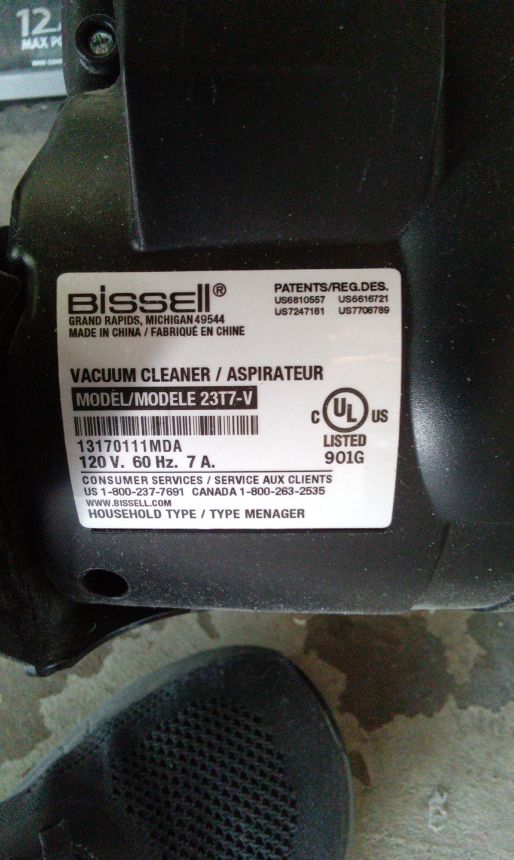 12
MAX P
BISSELL®
GRAND RAPIDS, MICHIGAN 49544
MADE IN CHINA / FABRIQUÉ EN CHINE
PATENTS/REG.DES.
US6810557 US6616721
US7247181 US7708789
VACUUM CLEANER / ASPIRATEUR
MODEL/MODELE 23T7-V
13170111MDA
120 V. 60 Hz. 7 A.
C UL US
LISTED
901G
CONSUMER SERVICES / SERVICE AUX CLIENTS
US 1-800-237-7691 CANADA 1-800-263-2535
WWW.BISSELL.COM
HOUSEHOLD TYPE / TYPE MENAGER